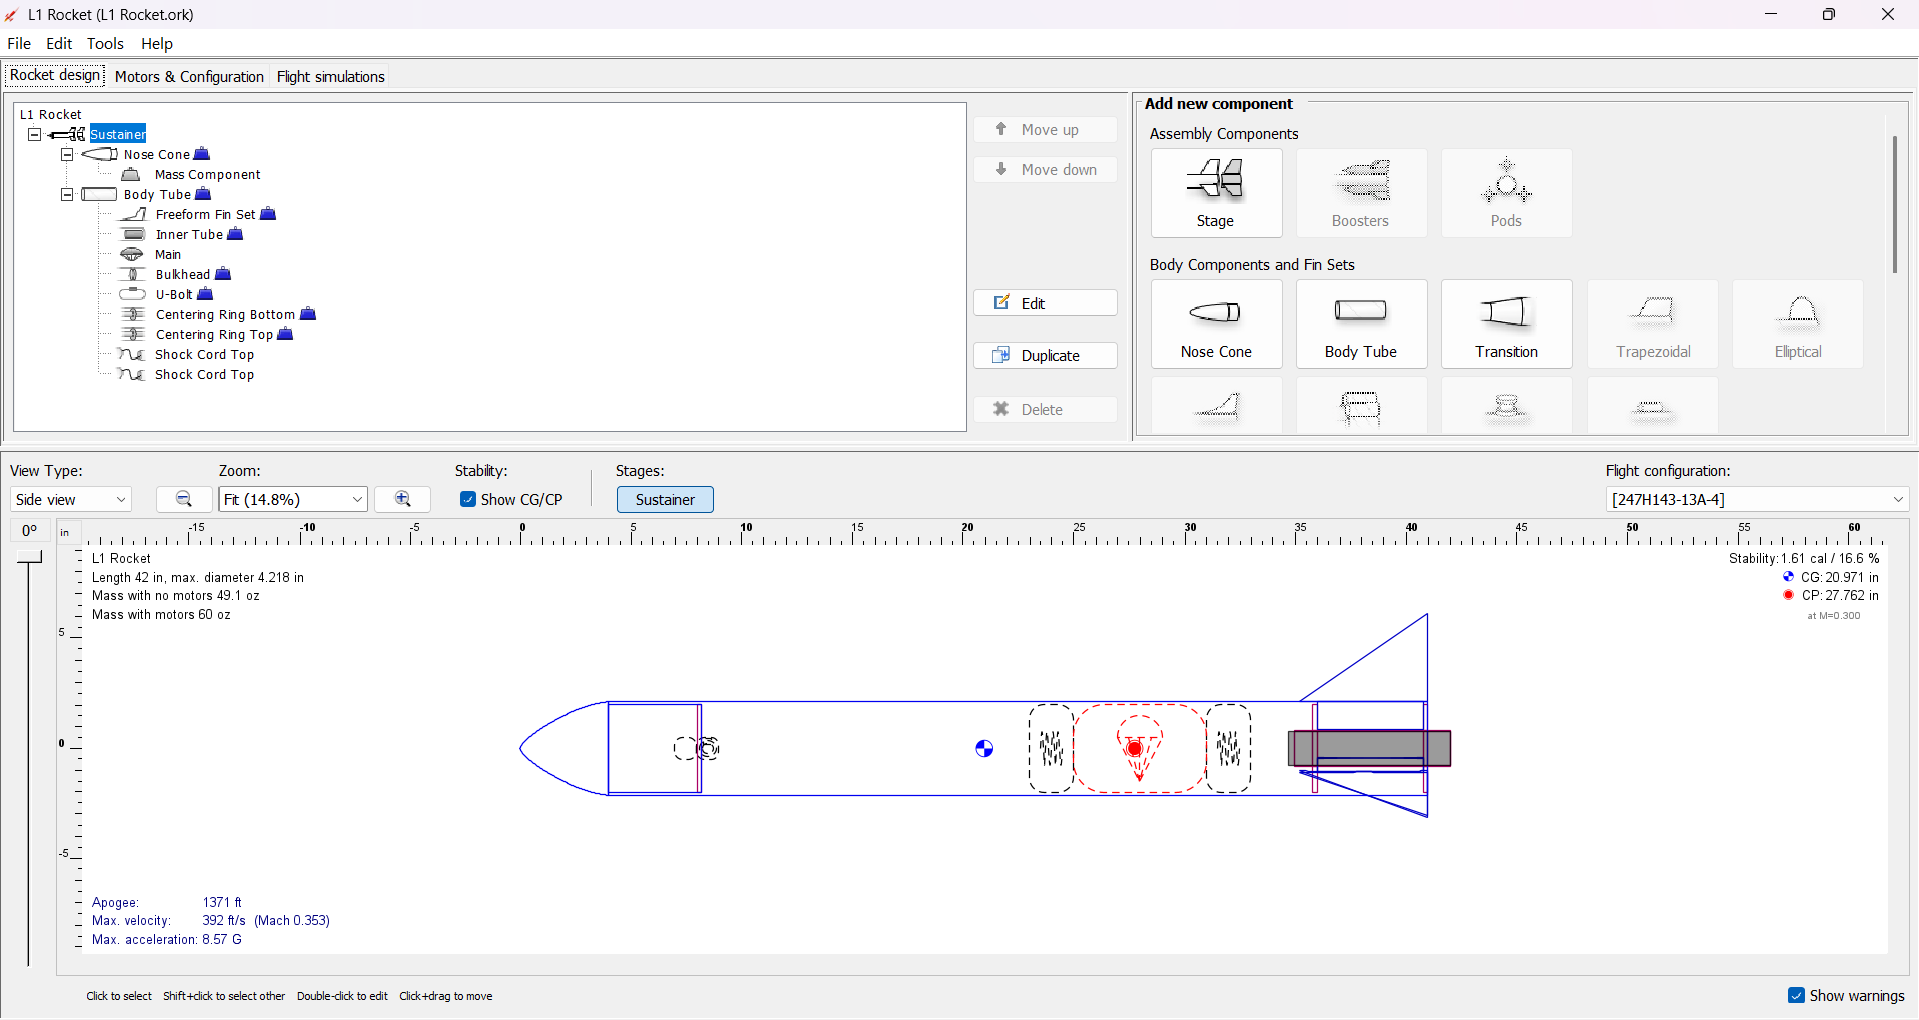 L1 Rocket (L1 Rocket.ork)
File Edit Tools Help
Rocket design Motors & Configuration Flight simulations
L1 Rocket
Sustainer
Nose Cone
Mass Component
Body Tube
Freeform Fin Set
Inner Tube
Main
Bulkhead
U-Bolt
Centering Ring Bottom
Centering Ring Top
Shock Cord Top
Shock Cord Top
Move up
Move down
Edit
Duplicate
Delete
Add new component
Assembly Components
Stage Boosters Pods
Body Components and Fin Sets
Nose Cone Body Tube Transition Trapezoidal Elliptical
View Type: Zoom: Stability: Stages: Flight configuration:
Side view Fit (14.8%) Show CG/CP Sustainer [247H143-13A-4]
0°
in -15 -10 -5 0 5 10 15 20 25 30 35 40 45 50 55 60
5
0
-5
L1 Rocket
Length 42 in, max. diameter 4.218 in
Mass with no motors 49.1 oz
Mass with motors 60 oz
Stability: 1.61 cal / 16.6 %
CG: 20.971 in
CP: 27.762 in
at M=0.300
Apogee: 1371 ft
Max. velocity: 392 ft/s (Mach 0.353)
Max. acceleration: 8.57 G
Click to select Shift+click to select other Double-click to edit Click+drag to move
Show warnings